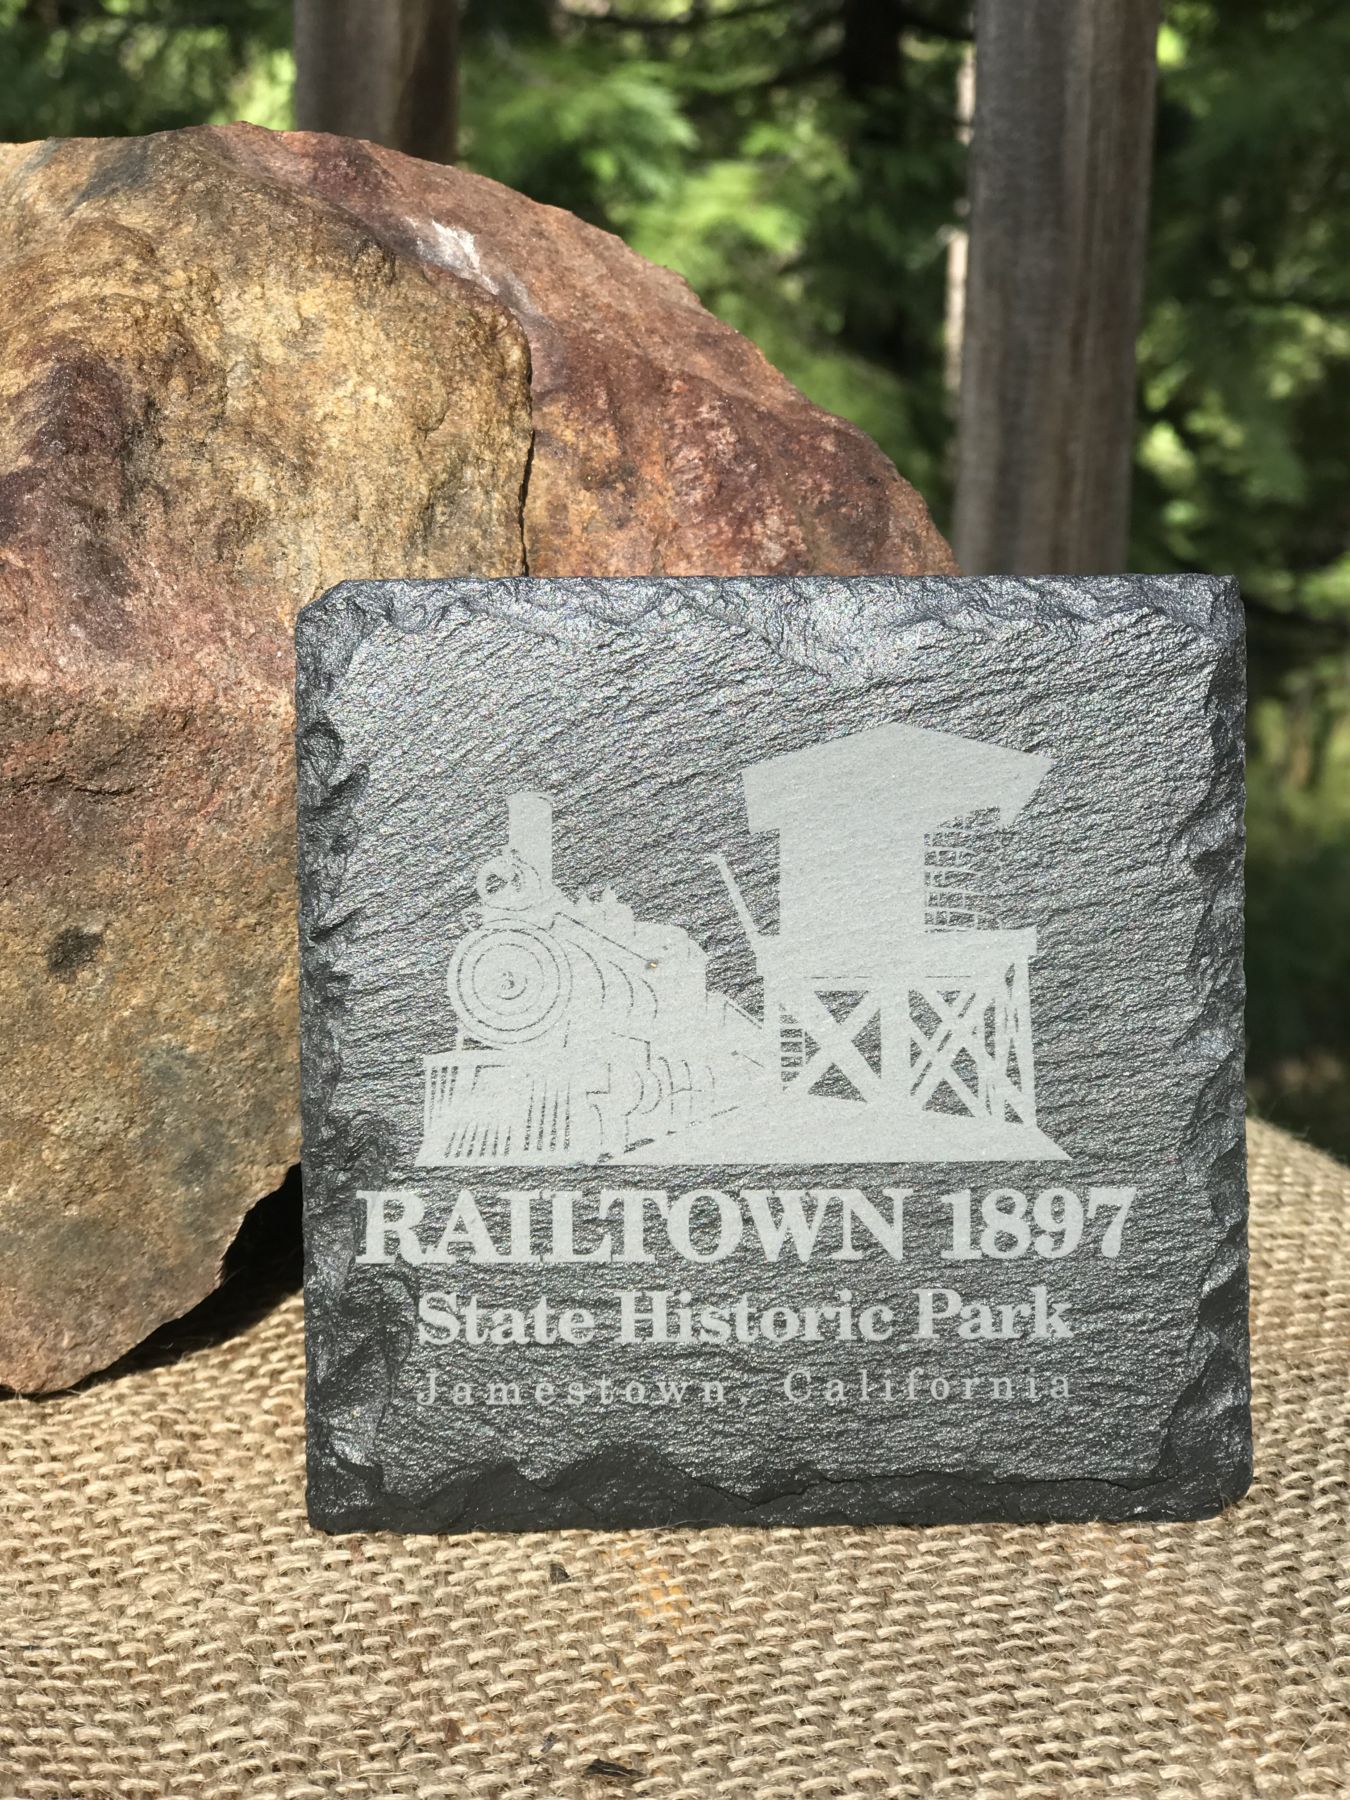 RAILTOWN 1897
State Historic Park
Jamestown, California